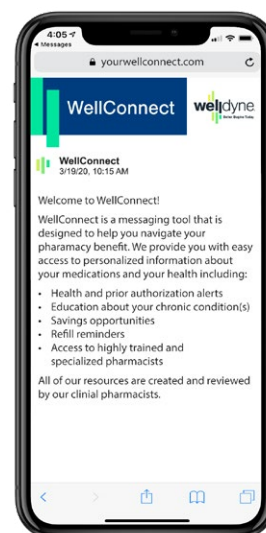 4:05
Messages
yourwellconnect.com
WellConnect
welldyne
WellConnect
3/19/20, 10:15 AM
Welcome to WellConnect!
WellConnect is a messaging tool that is
designed to help you navigate your
pharamacy benefit. We provide you with easy
access to personalized information about
your medications and your health including:
• Health and prior authorization alerts
• Education about your chronic condition(s)
• Savings opportunities
• Refill reminders
• Access to highly trained and
specialized pharmacists
All of our resources are created and reviewed
by our clinial pharmacists.